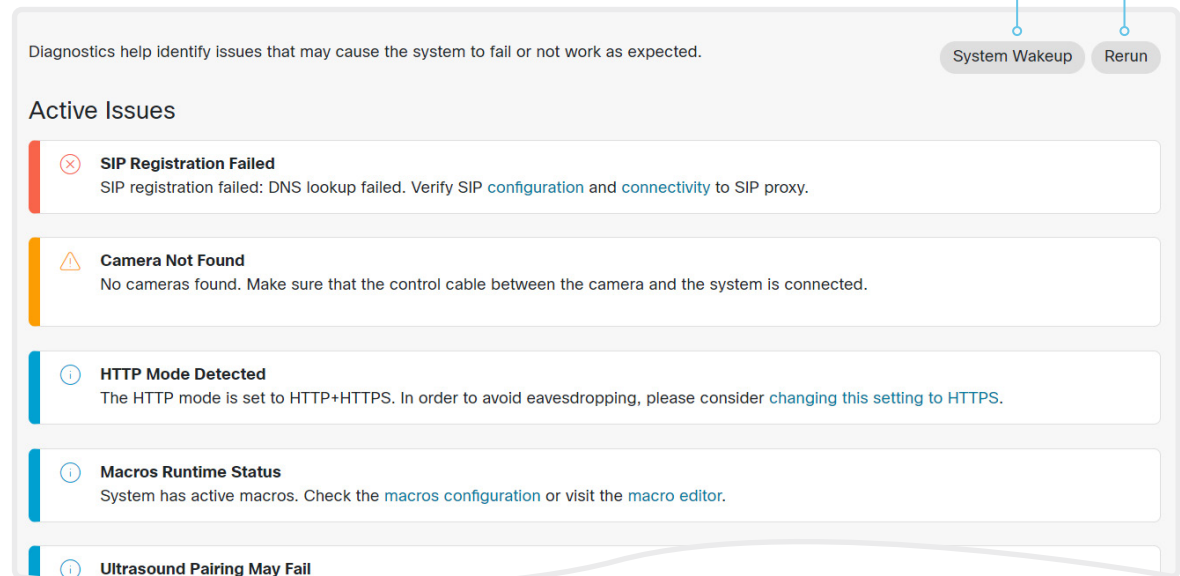 Diagnostics help identify issues that may cause the system to fail or not work as expected.
System Wakeup
Rerun
Active Issues
SIP Registration Failed
SIP registration failed: DNS lookup failed. Verify SIP configuration and connectivity to SIP proxy.
Camera Not Found
No cameras found. Make sure that the control cable between the camera and the system is connected.
HTTP Mode Detected
The HTTP mode is set to HTTP+HTTPS. In order to avoid eavesdropping, please consider changing this setting to HTTPS.
Macros Runtime Status
System has active macros. Check the macros configuration or visit the macro editor.
Ultrasound Pairing May Fail